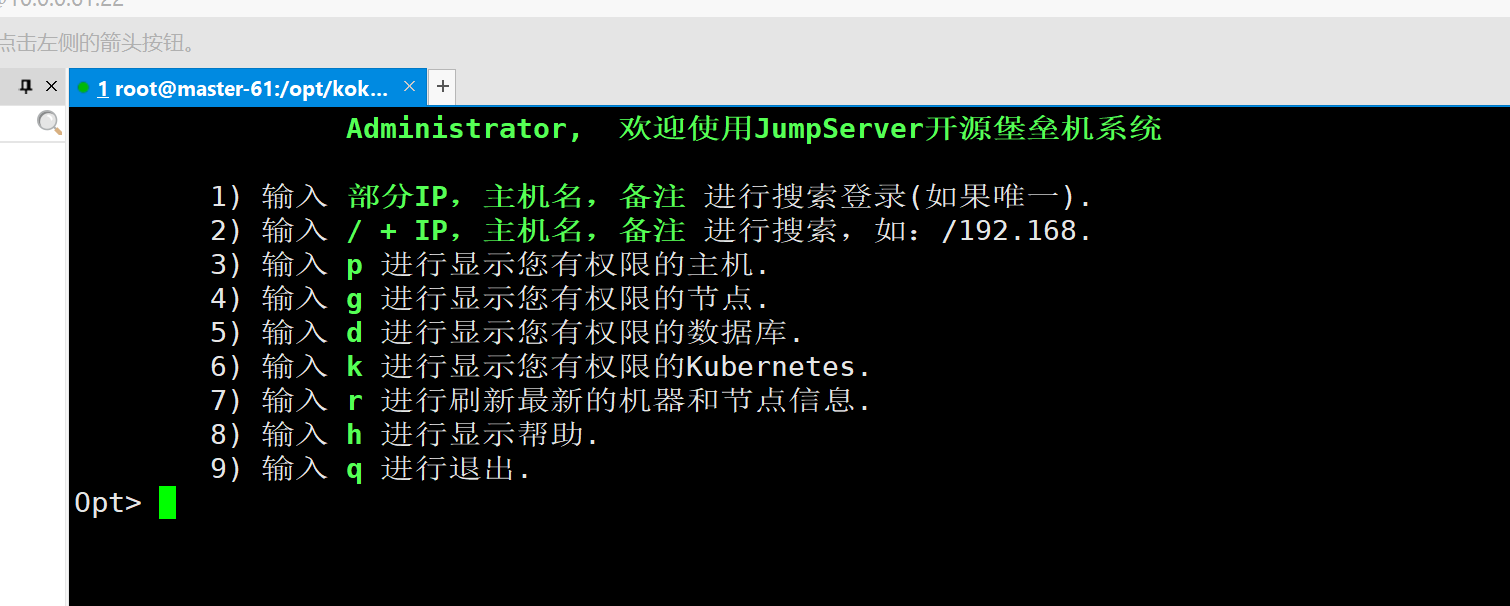 点击左侧的箭头按钮。
1 root@master-61:/opt/kok...
Administrator, 欢迎使用JumpServer开源堡垒机系统
1) 输入 部分IP，主机名，备注 进行搜索登录(如果唯一).
2) 输入 / + IP，主机名，备注 进行搜索，如：/192.168.
3) 输入 p 进行显示您有权限的主机.
4) 输入 g 进行显示您有权限的节点.
5) 输入 d 进行显示您有权限的数据库.
6) 输入 k 进行显示您有权限的Kubernetes.
7) 输入 r 进行刷新最新的机器和节点信息.
8) 输入 h 进行显示帮助.
9) 输入 q 进行退出.
Opt>